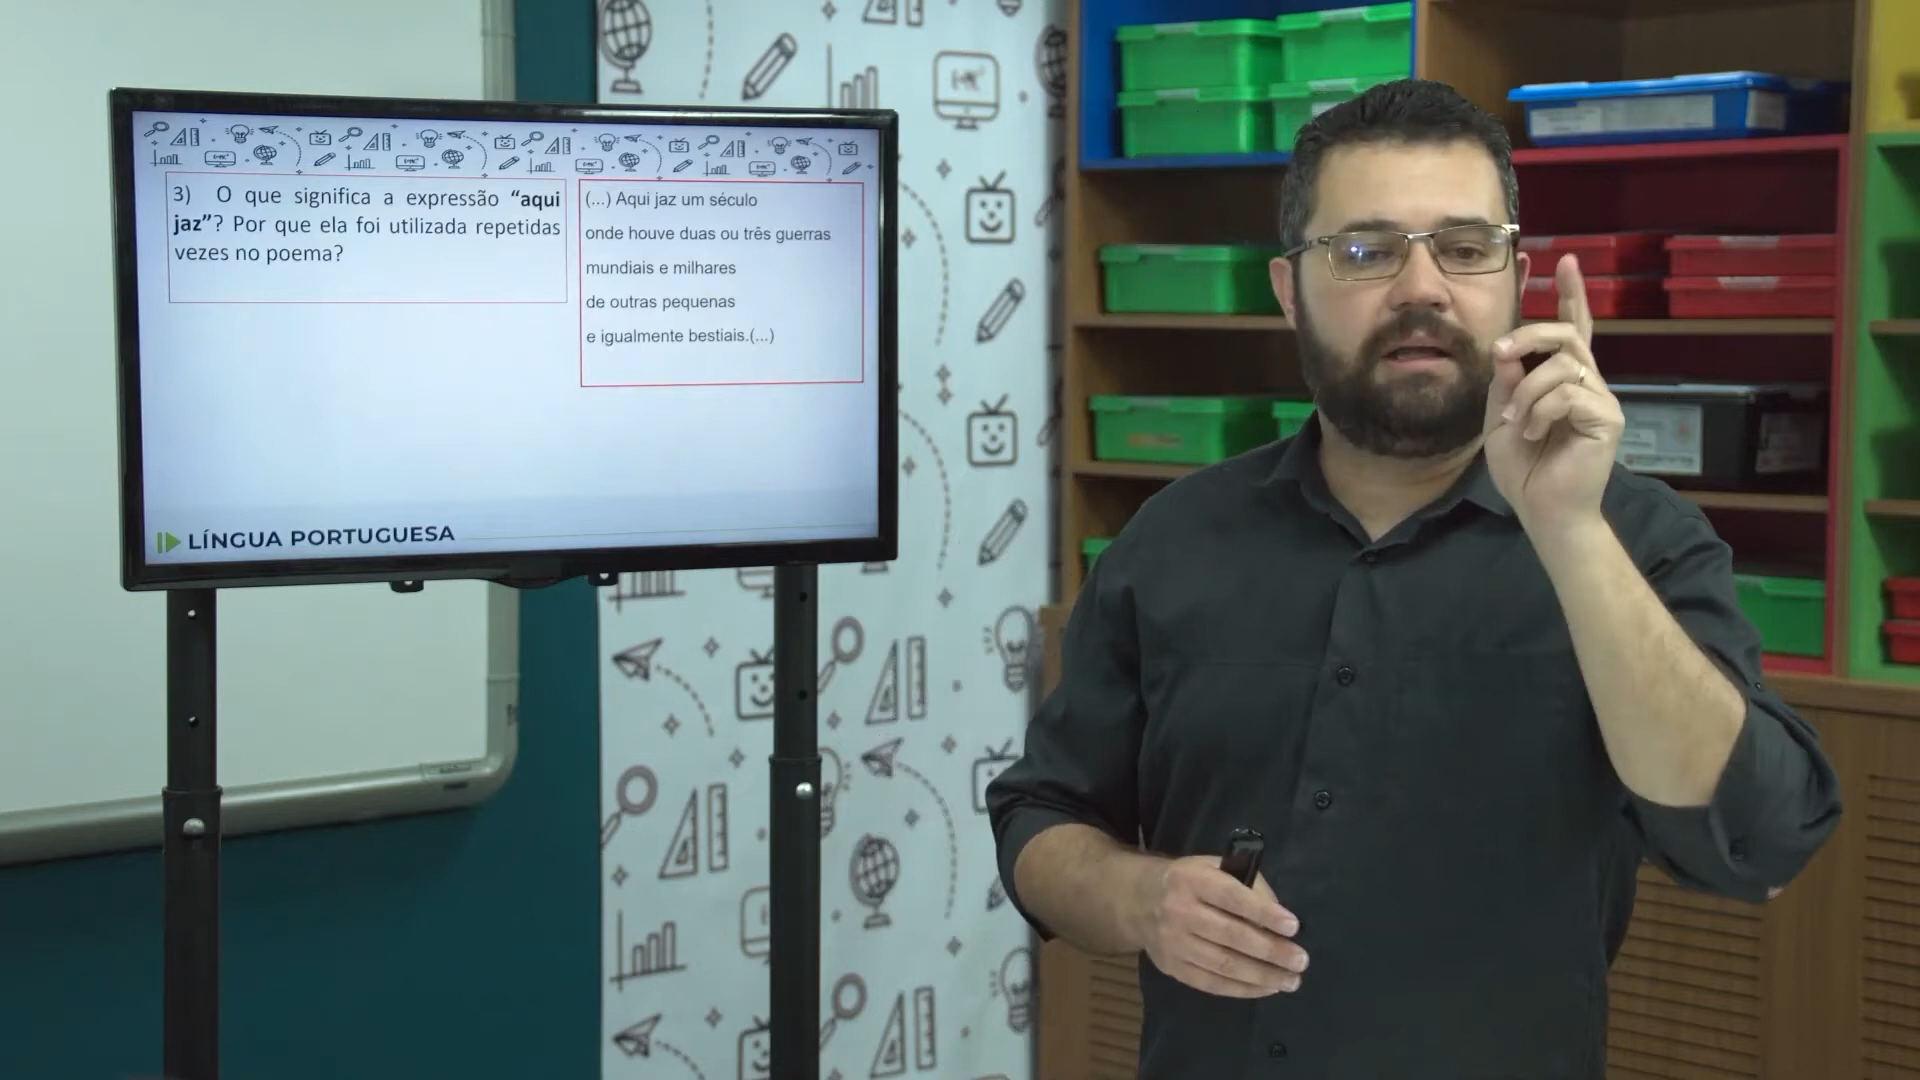 3) O que significa a expressão “aqui
jaz”? Por que ela foi utilizada repetidas
vezes no poema?
(...) Aqui jaz um século
onde houve duas ou três guerras
mundiais e milhares
de outras pequenas
e igualmente bestiais.(...)
LÍNGUA PORTUGUESA